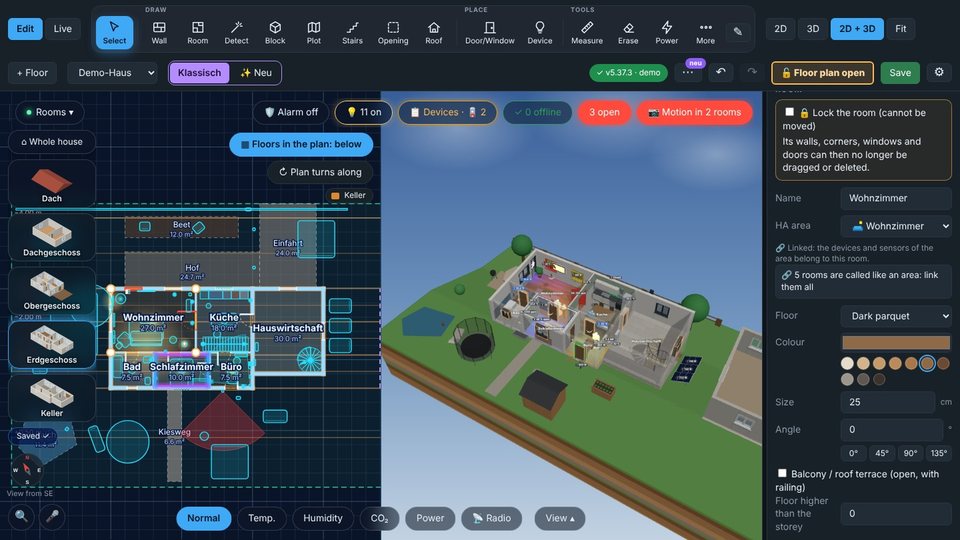 DRAW
PLACE
TOOLS
Edit
Live
Select
Wall
Room
Detect
Block
Plot
Stairs
Opening
Roof
Door/Window
Device
Measure
Erase
Power
More
2D
3D
2D + 3D
Fit
+ Floor
Demo-Haus
Klassisch
✨ Neu
✓ v5.37.3 · demo
neu
Floor plan open
Save
Rooms ▾
Alarm off
11 on
Devices · 2
✓ 0 offline
3 open
Motion in 2 rooms
Whole house
Floors in the plan: below
Plan turns along
Keller
Dach
Dachgeschoss
Obergeschoss
Erdgeschoss
Keller
Beet
12.0 m²
Einfahrt
24.0 m²
Hof
24.7 m²
Wohnzimmer
27.0 m²
Küche
18.0 m²
Hauswirtschaft
30.0 m²
Bad
7.5 m²
Schlafzimmer
10.0 m²
Büro
7.5 m²
Kiesweg
6.6 m²
Saved ✓
N
W
E
S
View from SE
Normal
Temp.
Humidity
CO₂
Power
Radio
View ▴
Lock the room (cannot be moved)
Its walls, corners, windows and doors can then no longer be dragged or deleted.
Name
Wohnzimmer
HA area
Wohnzimmer
Linked: the devices and sensors of the area belong to this room.
5 rooms are called like an area: link them all
Floor
Dark parquet
Colour
Size
25
cm
Angle
0
°
0°
45°
90°
135°
Balcony / roof terrace (open, with railing)
Floor higher than the storey
0